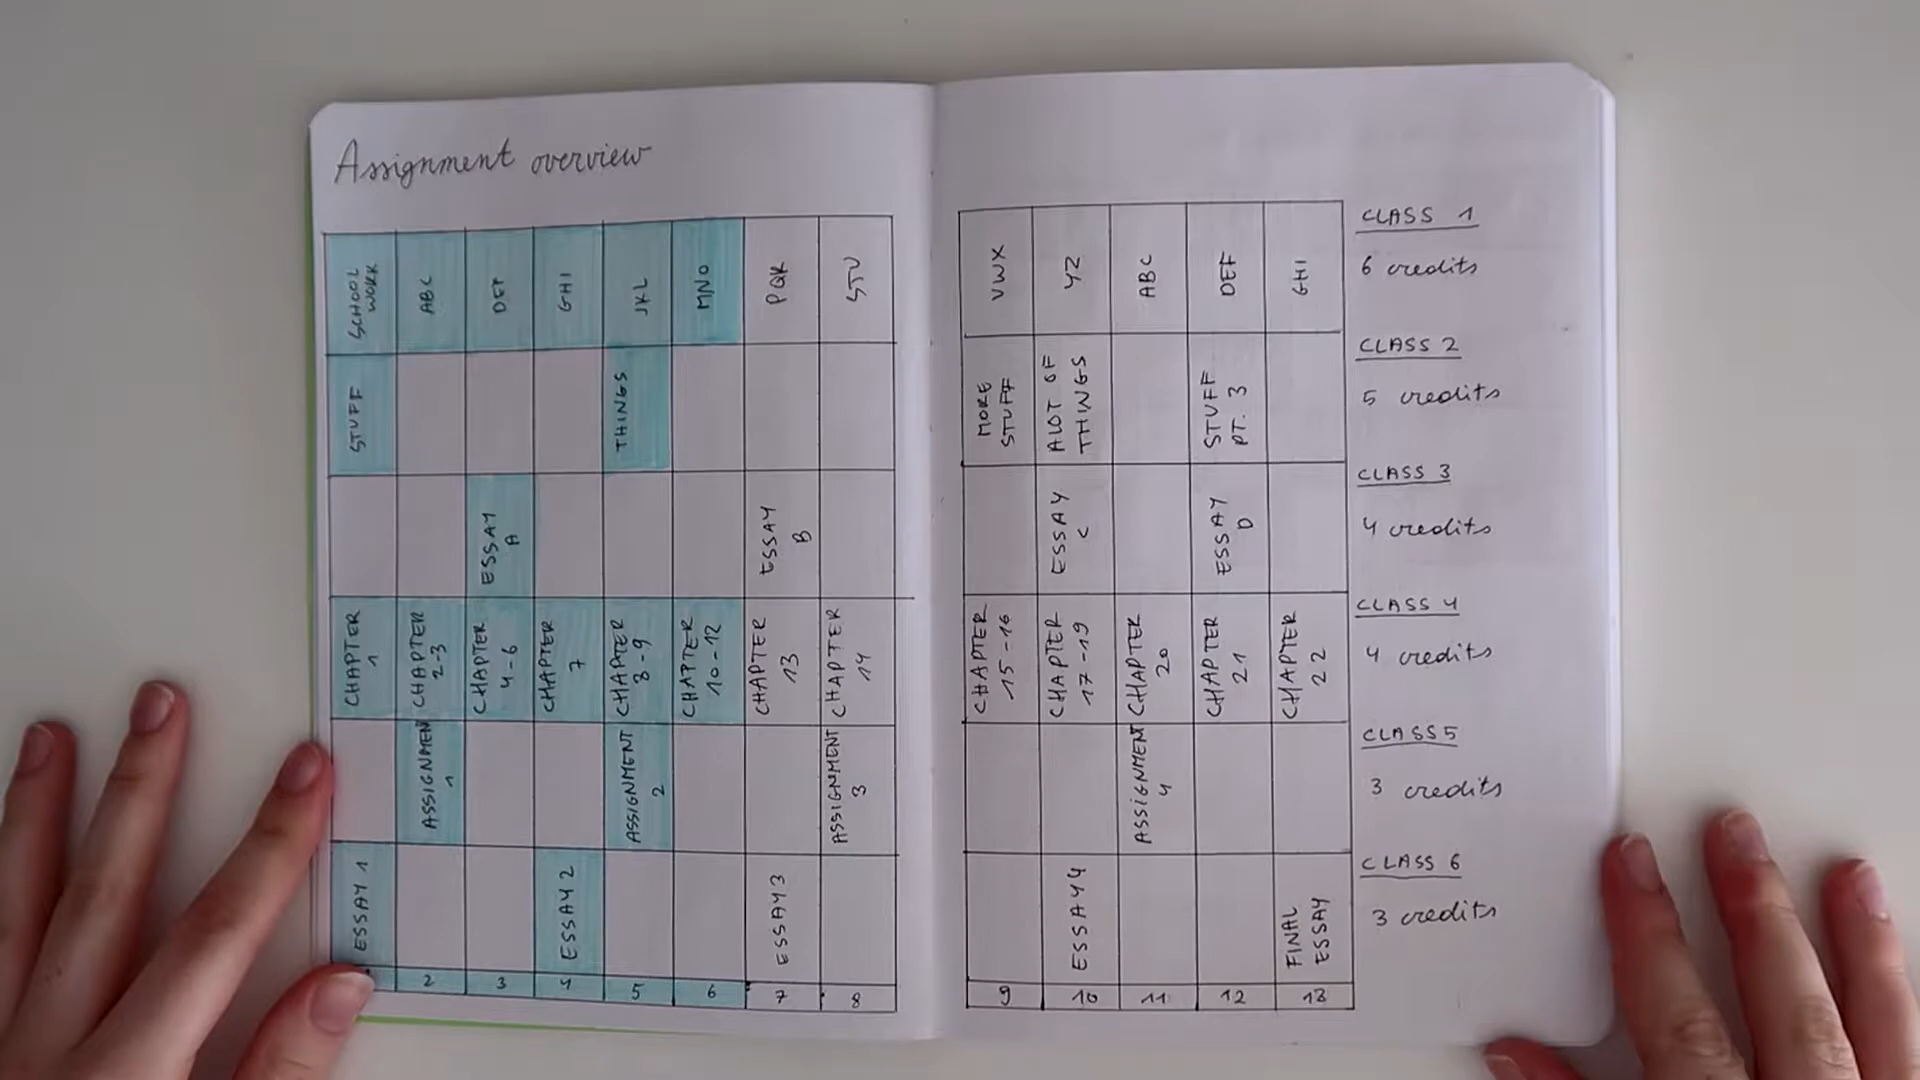 Assignment overview
SCHOOL
WORK
ABC
DEF
GHI
JKL
MNO
PQR
STU
VWX
YZ
ABC
DEF
GHI
CLASS 1
6 credits
STUFF
THINGS
MORE
STUFF
ALOT OF
THINGS
STUFF
PT. 3
CLASS 2
5 credits
ESSAY
A
ESSAY
B
ESSAY
C
ESSAY
D
CLASS 3
4 credits
CHAPTER
1
CHAPTER
2-3
CHAPTER
4-6
CHAPTER
7
CHAPTER
8-9
CHAPTER
10-12
CHAPTER
13
CHAPTER
14
CHAPTER
15-16
CHAPTER
17-19
CHAPTER
20
CHAPTER
21
CHAPTER
22
CLASS 4
4 credits
ASSIGNMEN
1
ASSIGNMENT
2
ASSIGNMENT
3
ASSIGNMENT
4
CLASS 5
3 credits
ESSAY 1
ESSAY 2
ESSAY 3
ESSAY 4
FINAL
ESSAY
CLASS 6
3 credits
2 3 4 5 6 7 8 9 10 11 12 13